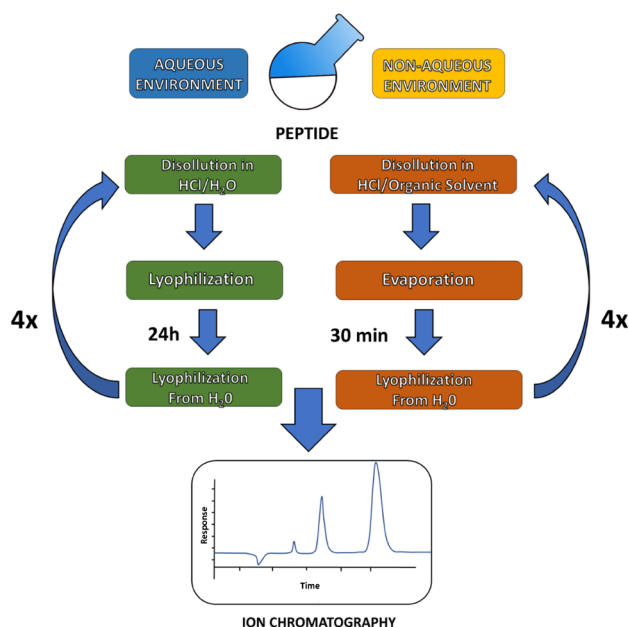 AQUEOUS
ENVIRONMENT
NON-AQUEOUS
ENVIRONMENT
PEPTIDE
Disollution in
HCl/H₂O
Disollution in
HCl/Organic Solvent
Lyophilization
Evaporation
4x
24h
30 min
4x
Lyophilization
From H₂0
Lyophilization
From H₂0
Response
Time
ION CHROMATOGRAPHY